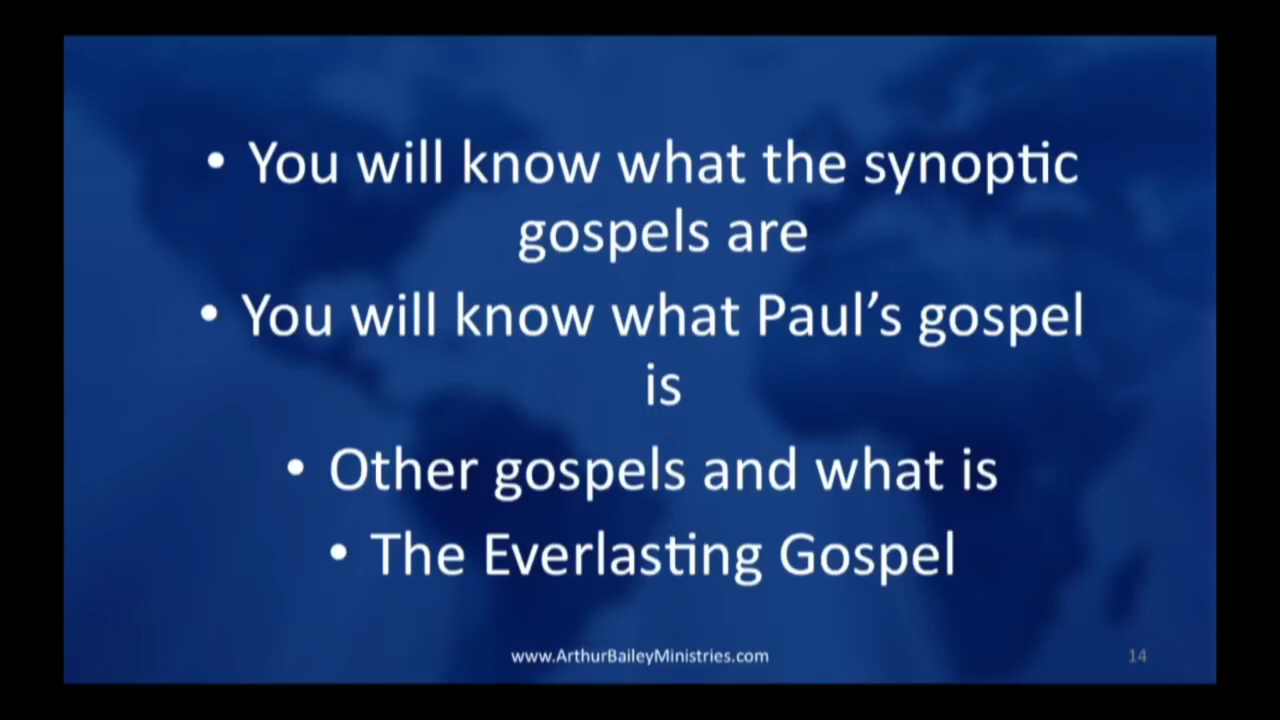 • You will know what the synoptic
gospels are
• You will know what Paul’s gospel
is
• Other gospels and what is
• The Everlasting Gospel
www.ArthurBaileyMinistries.com
14